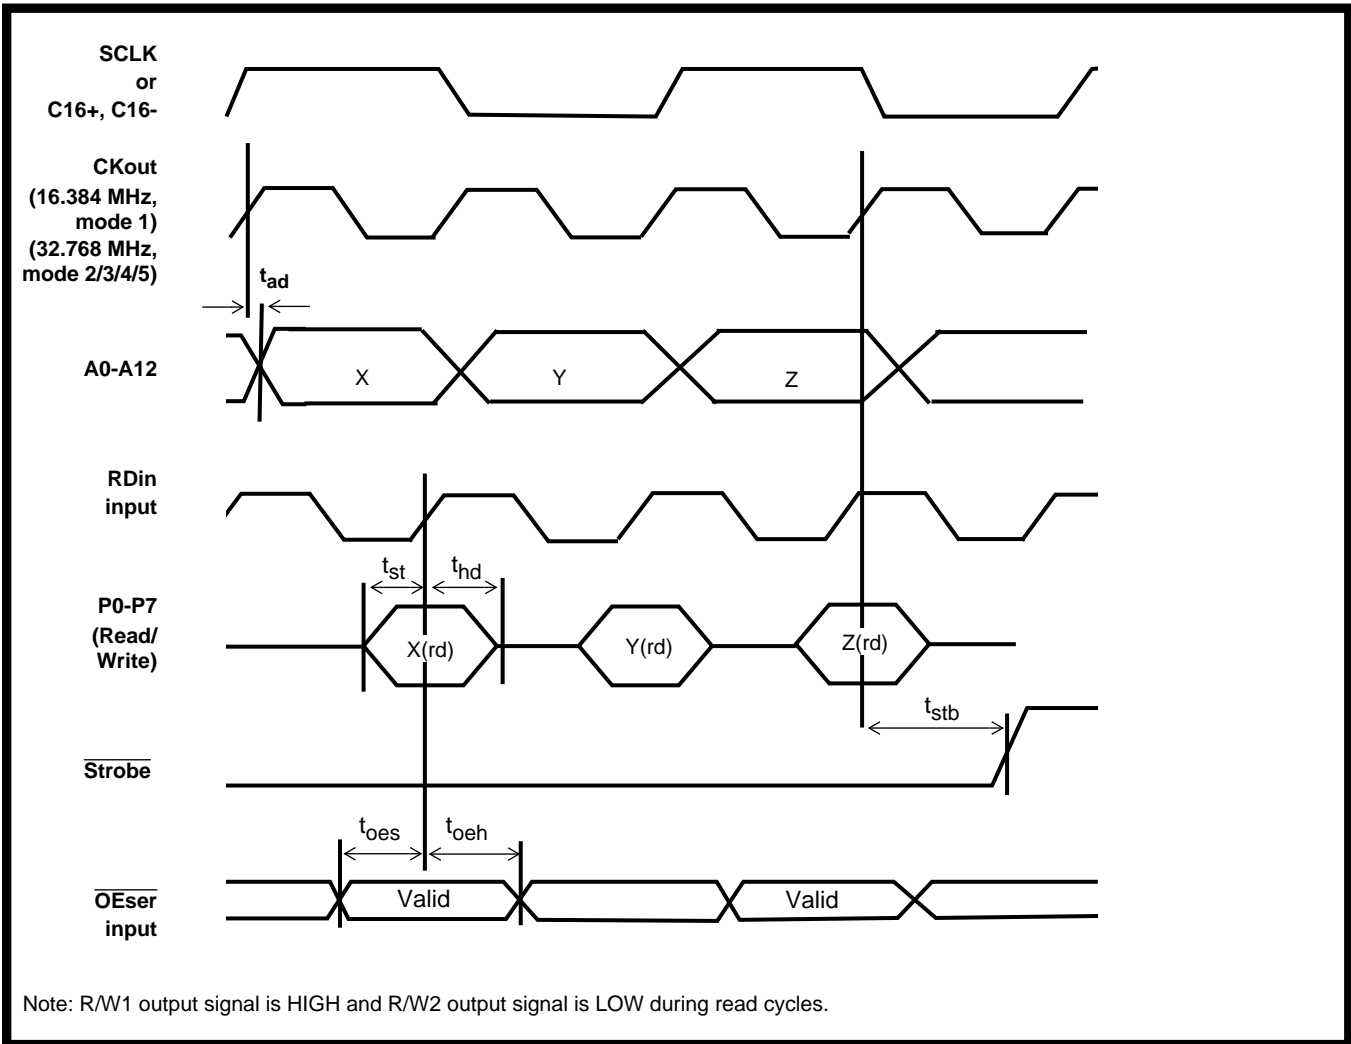 SCLK
or
C16+, C16-
CKout
(16.384 MHz,
mode 1)
(32.768 MHz,
mode 2/3/4/5)
tad
A0-A12
X
Y
Z
RDin
input
tst
thd
P0-P7
(Read/
Write)
X(rd)
Y(rd)
Z(rd)
tstb
Strobe
toes
toeh
OEser
input
Valid
Valid
Note: R/W1 output signal is HIGH and R/W2 output signal is LOW during read cycles.